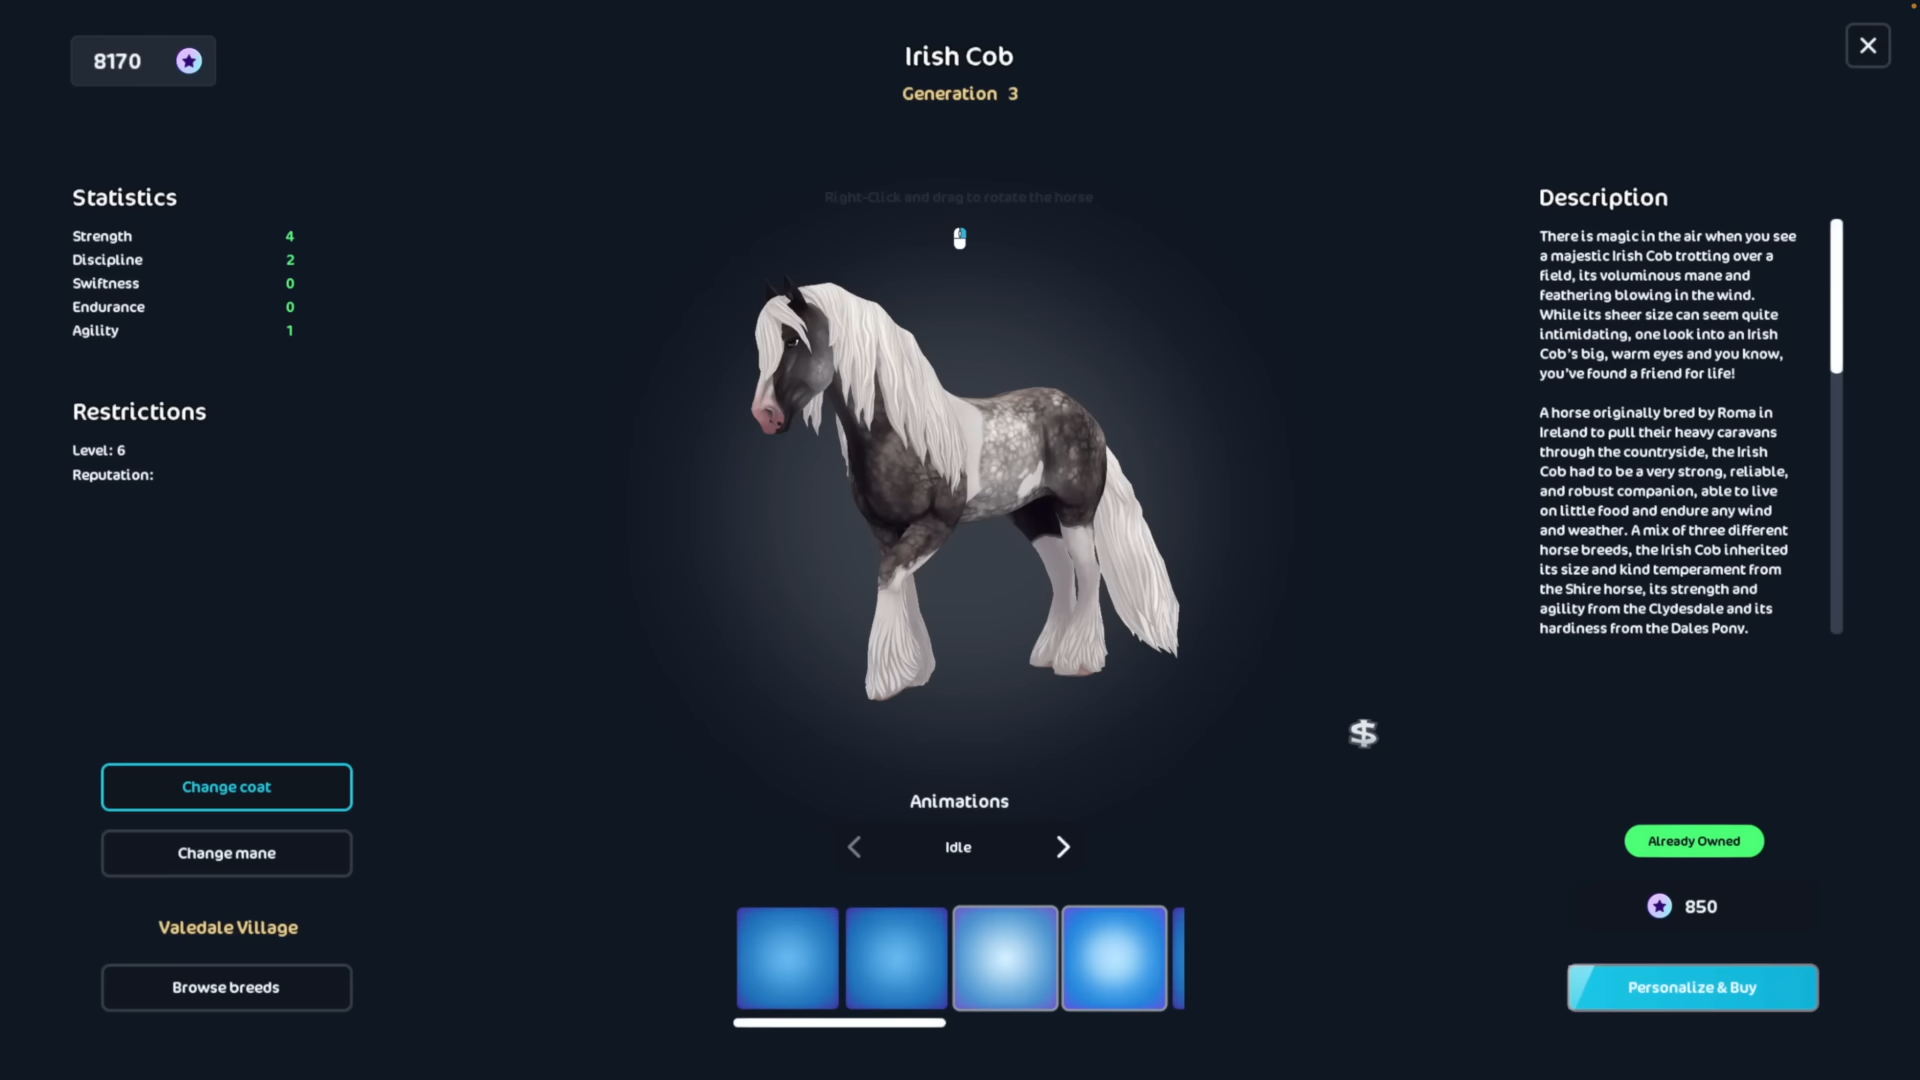 8170
Irish Cob
Generation 3
Statistics
Strength 4
Discipline 2
Swiftness 0
Endurance 0
Agility 1
Restrictions
Level: 6
Reputation:
Right-Click and drag to rotate the horse
Description
There is magic in the air when you see
a majestic Irish Cob trotting over a
field, its voluminous mane and
feathering blowing in the wind.
While its sheer size can seem quite
intimidating, one look into an Irish
Cob's big, warm eyes and you know,
you've found a friend for life!
A horse originally bred by Roma in
Ireland to pull their heavy caravans
through the countryside, the Irish
Cob had to be a very strong, reliable,
and robust companion, able to live
on little food and endure any wind
and weather. A mix of three different
horse breeds, the Irish Cob inherited
its size and kind temperament from
the Shire horse, its strength and
agility from the Clydesdale and its
hardiness from the Dales Pony.
$
Change coat
Change mane
Valedale Village
Browse breeds
Animations
Idle
Already Owned
850
Personalize & Buy